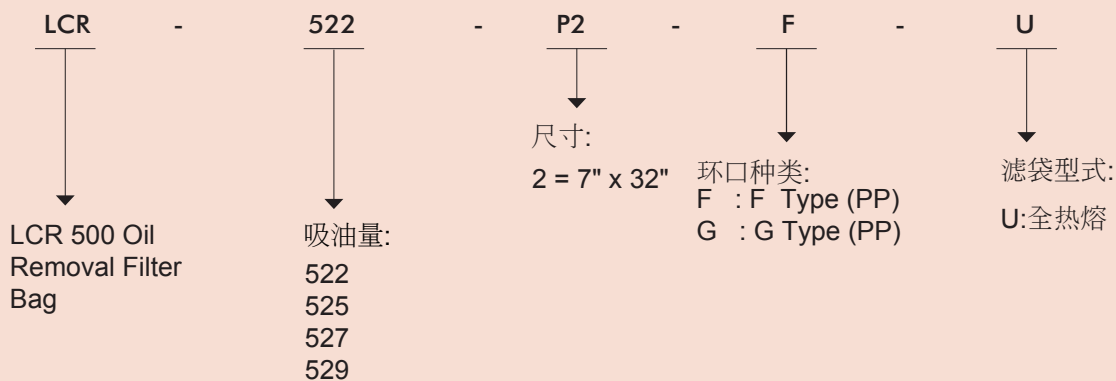 LCR - 522 - P2 - F - U
LCR 500 Oil
Removal Filter
Bag
吸油量:
522
525
527
529
尺寸:
2 = 7" x 32"
环口种类:
F : F Type (PP)
G : G Type (PP)
滤袋型式:
U:全热熔